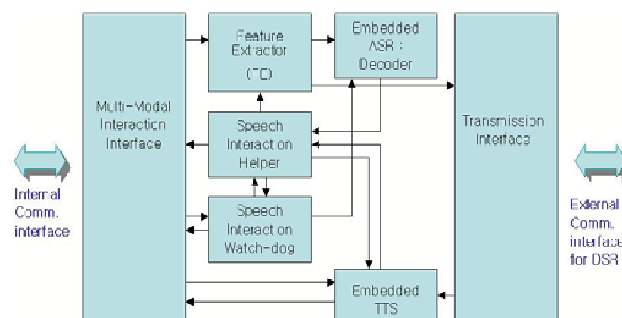 Feature
Extractor
(FE)
Embedded
ASR :
Decoder
Multi-Modal
Interaction
Interface
Speech
Interaction
Helper
Transmission
Interface
Internal
Comm.
interface
Speech
Interaction
Watch-dog
External
Comm.
interface
for DSR
Embedded
TTS